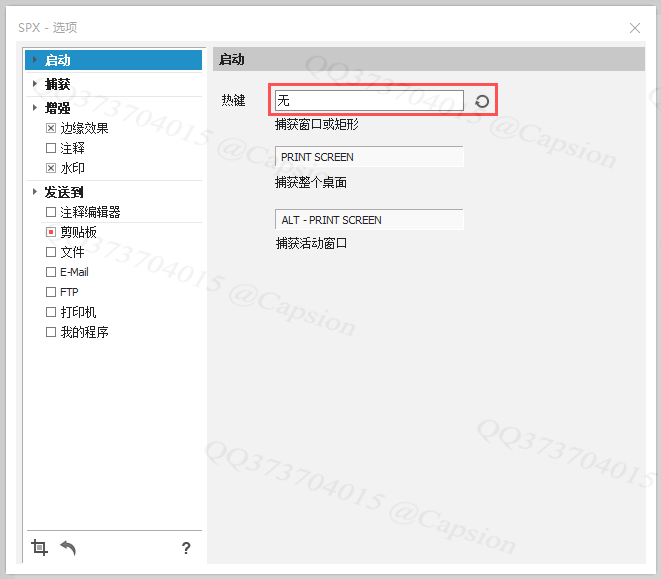 SPX - 选项
启动
捕获
增强
边缘效果
注释
水印
发送到
注释编辑器
剪贴板
文件
E-Mail
FTP
打印机
我的程序
?
启动
热键
无
捕获窗口或矩形
PRINT SCREEN
捕获整个桌面
ALT - PRINT SCREEN
捕获活动窗口
QQ373704015 @Capsion
QQ373704015 @Capsion
QQ373704015 @Capsion
QQ373704015 @Capsion
QQ373704015